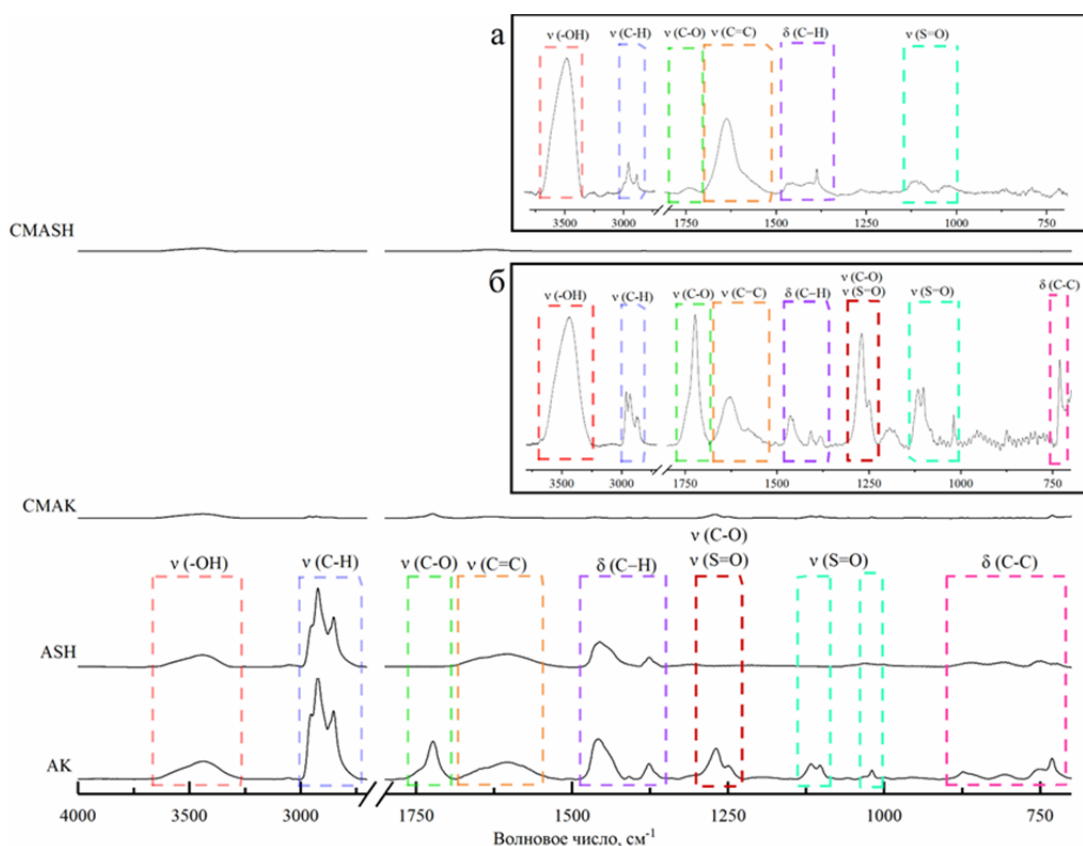 а
ν (-OH) ν (C-H) ν (C-O) ν (C=C) δ (C−H) ν (S=O)
3500 3000 1750 1500 1250 1000 750
CMASH
б
ν (C-O)
ν (-OH) ν (C-H) ν (C-O) ν (C=C) δ (C−H) ν (S=O) ν (S=O) δ (C-C)
3500 3000 1750 1500 1250 1000 750
CMAK
ν (C-O)
ν (-OH) ν (C-H) ν (C-O) ν (C=C) δ (C−H) ν (S=O) ν (S=O) δ (C-C)
ASH
AK
4000 3500 3000 1750 1500 1250 1000 750
Волновое число, см-1